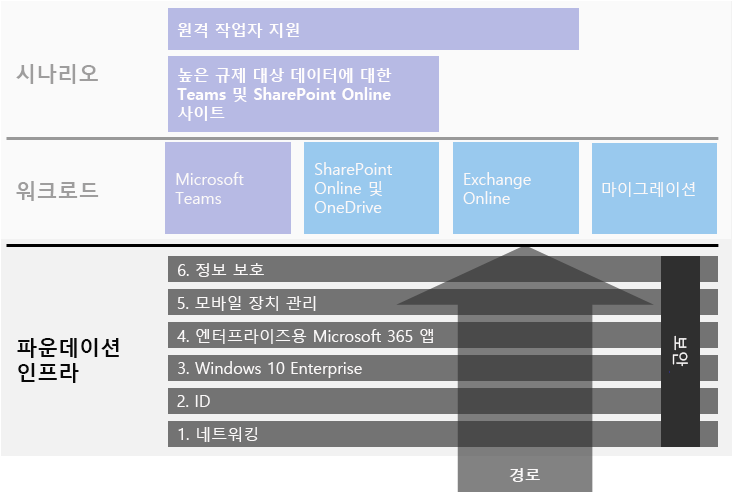 원격 작업자 지원
시나리오
높은 규제 대상 데이터에 대한
Teams 및 SharePoint Online
사이트
워크로드
Microsoft
Teams
SharePoint
Online 및
OneDrive
Exchange
Online
마이그레이션
파운데이션
인프라
6. 정보 보호
5. 모바일 장치 관리
4. 엔터프라이즈용 Microsoft 365 앱
3. Windows 10 Enterprise
2. ID
1. 네트워킹
보안
경로